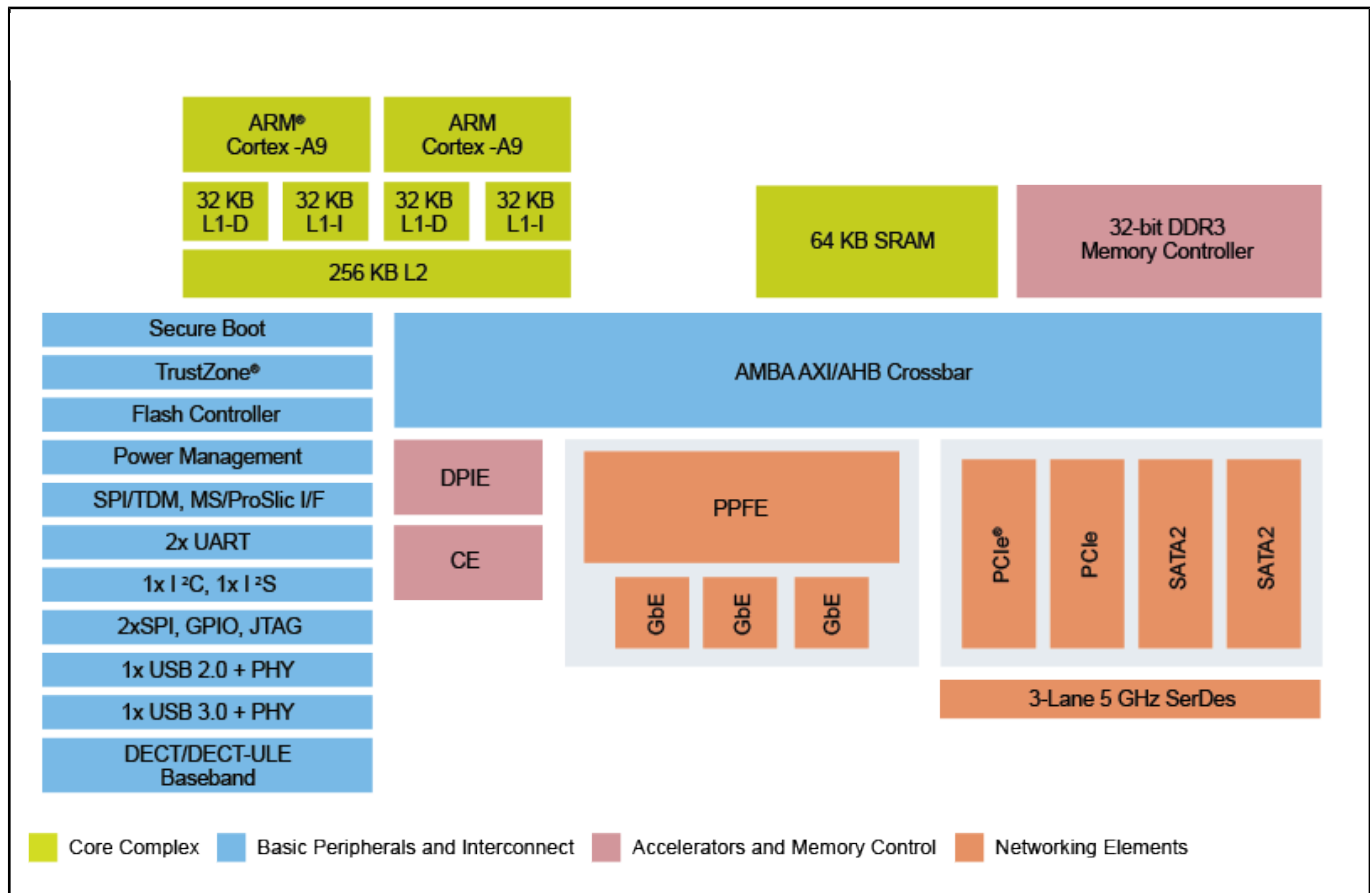 ARM® ARM
Cortex -A9 Cortex -A9
32 KB 32 KB 32 KB 32 KB
L1-D L1-I L1-D L1-I
256 KB L2
64 KB SRAM
32-bit DDR3
Memory Controller
Secure Boot
TrustZone®
Flash Controller
Power Management
SPI/TDM, MS/ProSlic I/F
2x UART
1x I ²C, 1x I ²S
2xSPI, GPIO, JTAG
1x USB 2.0 + PHY
1x USB 3.0 + PHY
DECT/DECT-ULE
Baseband
AMBA AXI/AHB Crossbar
DPIE
CE
PPFE
GbE
GbE
GbE
PCIe®
PCIe
SATA2
SATA2
3-Lane 5 GHz SerDes
Core Complex
Basic Peripherals and Interconnect
Accelerators and Memory Control
Networking Elements